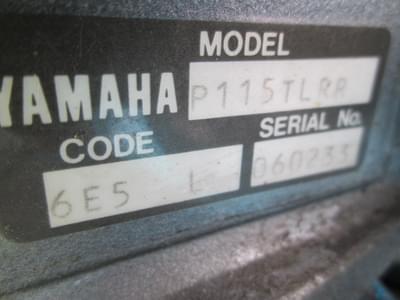 MODEL
YAMAHA P115TLRR
CODE SERIAL No.
6E5 L 060233